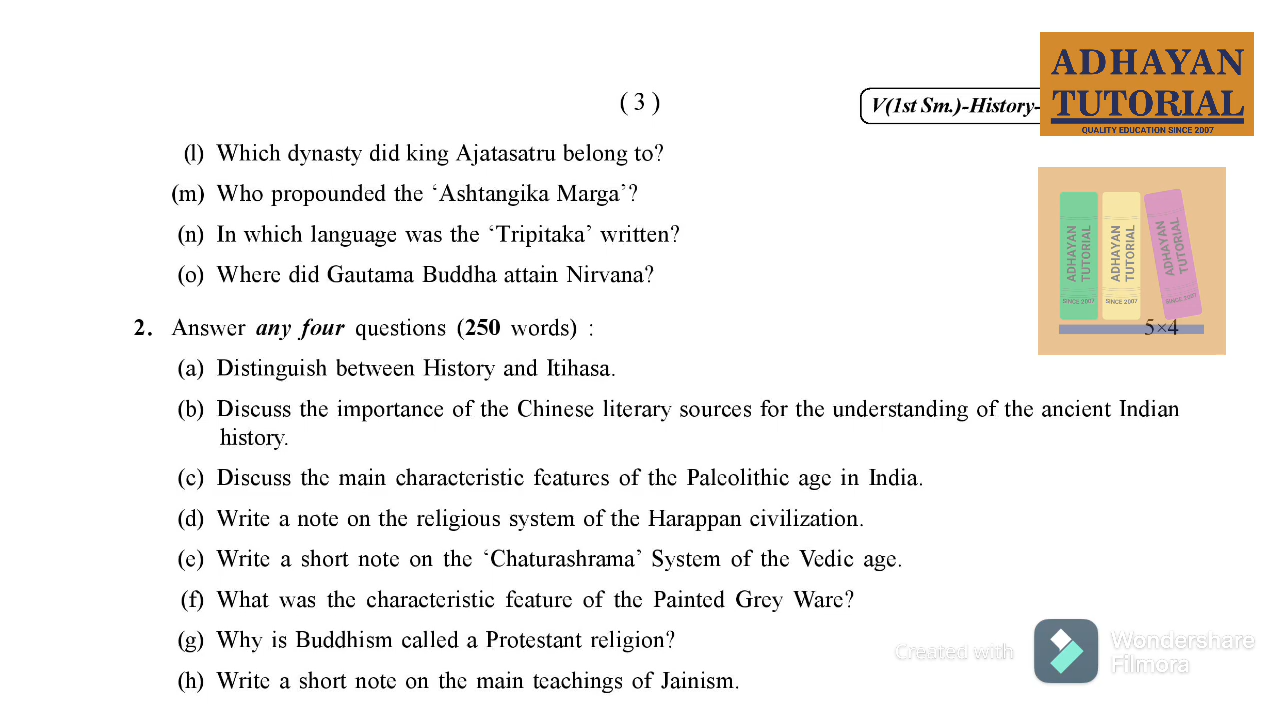 ( 3 )
V(1st Sm.)-History-
ADHAYAN
TUTORIAL
QUALITY EDUCATION SINCE 2007
(l) Which dynasty did king Ajatasatru belong to?
(m) Who propounded the ‘Ashtangika Marga’?
(n) In which language was the ‘Tripitaka’ written?
(o) Where did Gautama Buddha attain Nirvana?
ADHAYAN
TUTORIAL
SINCE 2007
ADHAYAN
TUTORIAL
SINCE 2007
ADHAYAN
TUTORIAL
SINCE 2007
2. Answer any four questions (250 words) : 5×4
(a) Distinguish between History and Itihasa.
(b) Discuss the importance of the Chinese literary sources for the understanding of the ancient Indian
history.
(c) Discuss the main characteristic features of the Paleolithic age in India.
(d) Write a note on the religious system of the Harappan civilization.
(e) Write a short note on the ‘Chaturashrama’ System of the Vedic age.
(f) What was the characteristic feature of the Painted Grey Ware?
(g) Why is Buddhism called a Protestant religion?
(h) Write a short note on the main teachings of Jainism.
Created with
Wondershare
Filmora